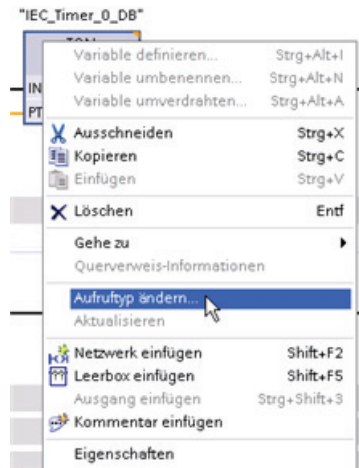 "IEC_Timer_0_DB"
TON
IN
PT
Variable definieren... Strg+Alt+I
Variable umbenennen... Strg+Alt+N
Variable umverdrahten... Strg+Alt+A
Ausschneiden Strg+X
Kopieren Strg+C
Einfügen Strg+V
Löschen Entf
Gehe zu
Querverweis-Informationen
Aufruftyp ändern...
Aktualisieren
Netzwerk einfügen Shift+F2
Leerbox einfügen Shift+F5
Ausgang einfügen Strg+Shift+3
Kommentar einfügen
Eigenschaften